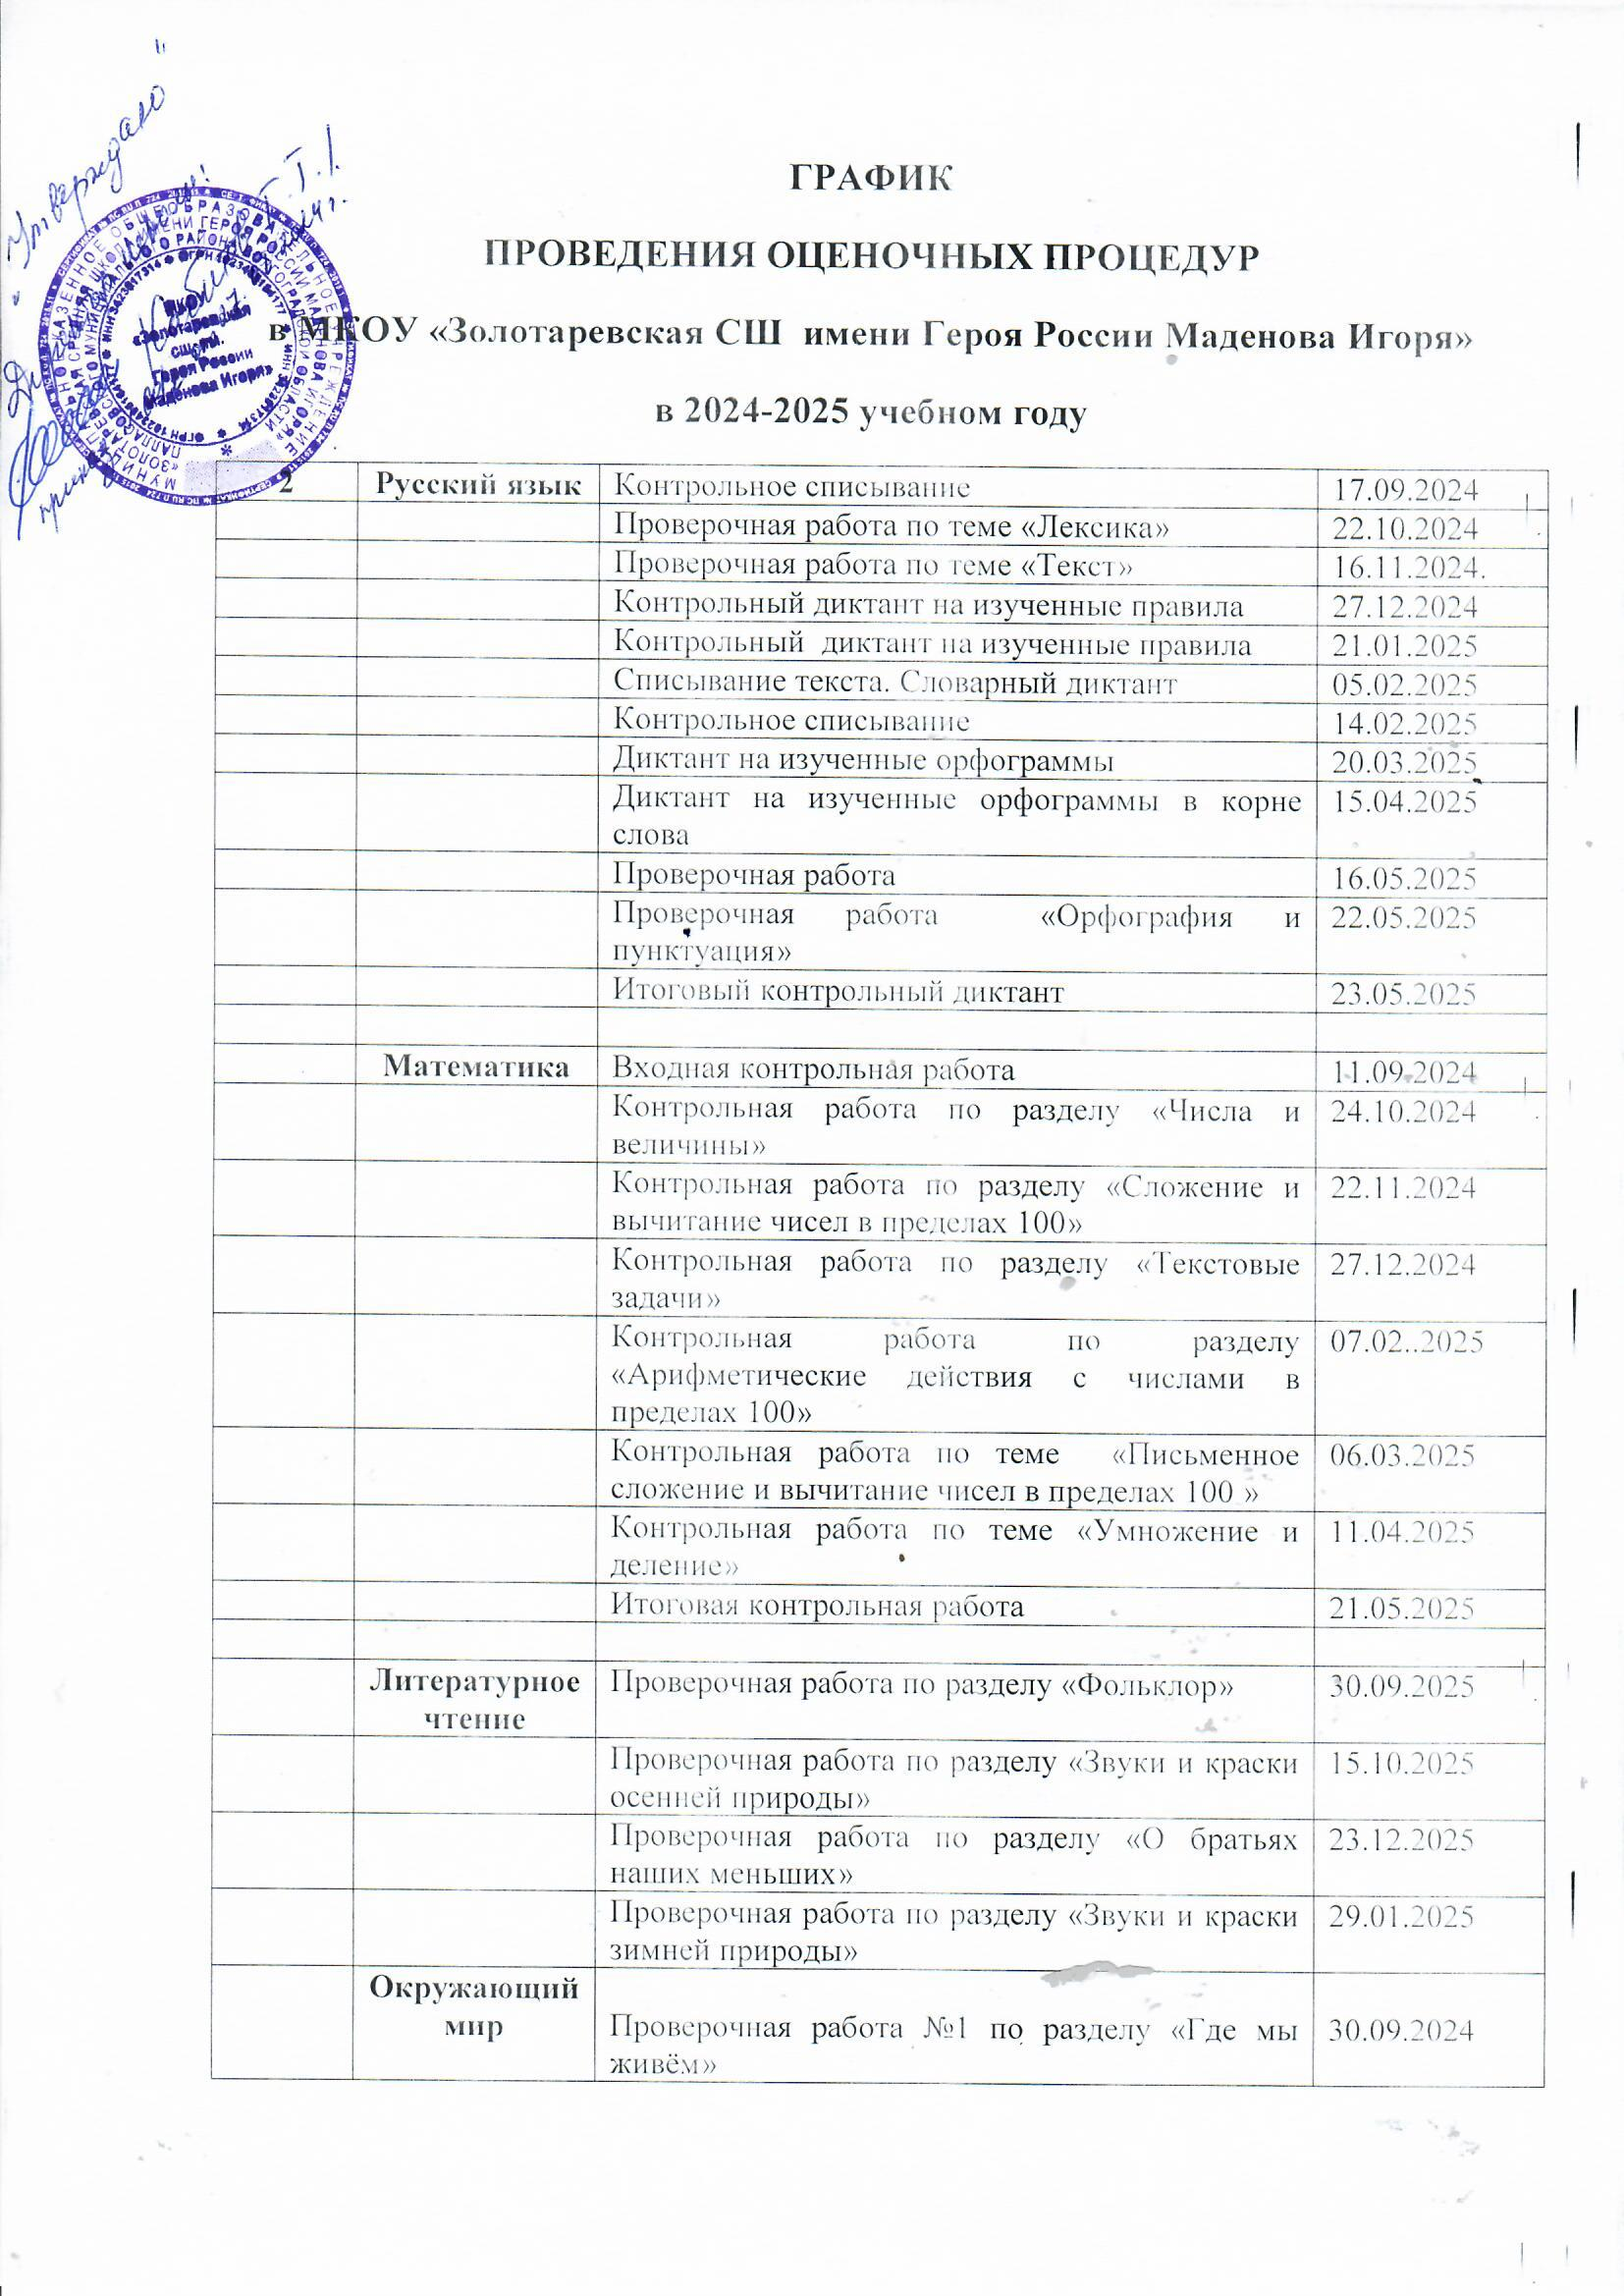 "Утверждаю"
ГРАФИК
ПРОВЕДЕНИЯ ОЦЕНОЧНЫХ ПРОЦЕДУР
в МКОУ «Золотаревская СШ имени Героя России Маденова Игоря»
в 2024-2025 учебном году
МКОУ
«Золотаревская
СШ им.
Героя России
Маденова Игоря»
2 Русский язык Контрольное списывание 17.09.2024
Проверочная работа по теме «Лексика» 22.10.2024
Проверочная работа по теме «Текст» 16.11.2024.
Контрольный диктант на изученные правила 27.12.2024
Контрольный диктант на изученные правила 21.01.2025
Списывание текста. Словарный диктант 05.02.2025
Контрольное списывание 14.02.2025
Диктант на изученные орфограммы 20.03.2025
Диктант на изученные орфограммы в корне 15.04.2025
слова
Проверочная работа 16.05.2025
Проверочная работа «Орфография и 22.05.2025
пунктуация»
Итоговый контрольный диктант 23.05.2025
Математика Входная контрольная работа 11.09.2024
Контрольная работа по разделу «Числа и 24.10.2024
величины»
Контрольная работа по разделу «Сложение и 22.11.2024
вычитание чисел в пределах 100»
Контрольная работа по разделу «Текстовые 27.12.2024
задачи»
Контрольная работа по разделу 07.02..2025
«Арифметические действия с числами в
пределах 100»
Контрольная работа по теме «Письменное 06.03.2025
сложение и вычитание чисел в пределах 100 »
Контрольная работа по теме «Умножение и 11.04.2025
деление»
Итоговая контрольная работа 21.05.2025
Литературное Проверочная работа по разделу «Фольклор» 30.09.2025
чтение
Проверочная работа по разделу «Звуки и краски 15.10.2025
осенней природы»
Проверочная работа по разделу «О братьях 23.12.2025
наших меньших»
Проверочная работа по разделу «Звуки и краски 29.01.2025
зимней природы»
Окружающий
мир Проверочная работа №1 по разделу «Где мы 30.09.2024
живём»